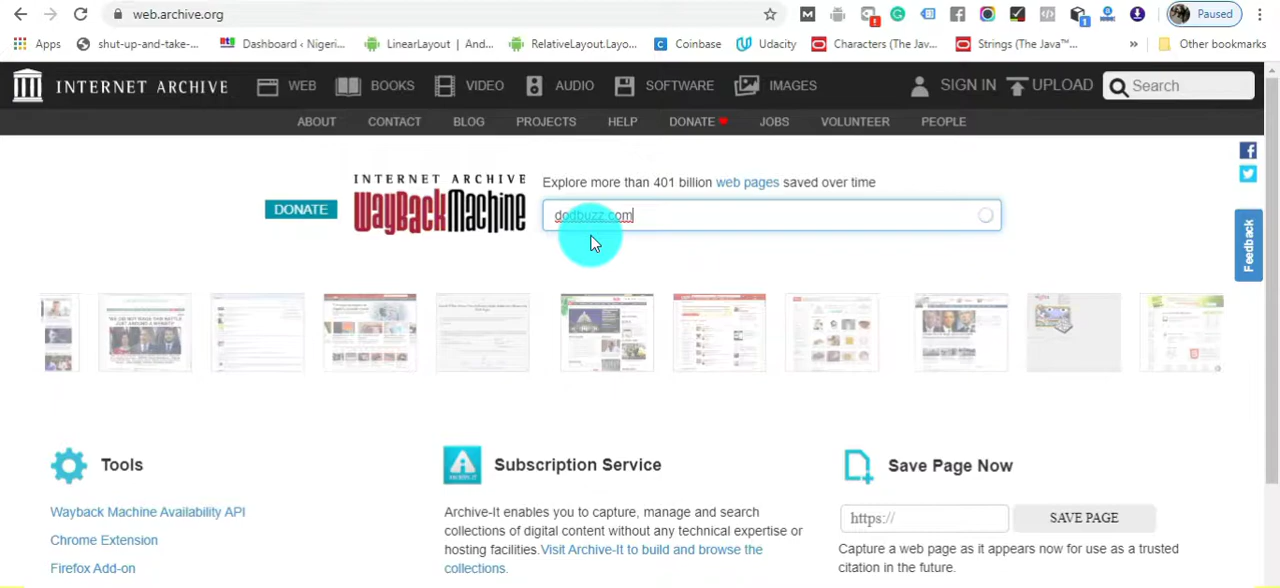 web.archive.org
Paused
Apps
shut-up-and-take-...
Dashboard ‹ Nigeri...
LinearLayout | And...
RelativeLayout.Layo...
Coinbase
Udacity
Characters (The Jav...
Strings (The Java™...
»
Other bookmarks
INTERNET ARCHIVE
WEB
BOOKS
VIDEO
AUDIO
SOFTWARE
IMAGES
SIGN IN
UPLOAD
Search
ABOUT
CONTACT
BLOG
PROJECTS
HELP
DONATE
JOBS
VOLUNTEER
PEOPLE
DONATE
INTERNET ARCHIVE
WayBackMachine
Explore more than 401 billion web pages saved over time
dodbuzz.com
Feedback
Tools
Wayback Machine Availability API
Chrome Extension
Firefox Add-on
Subscription Service
Archive-It enables you to capture, manage and search
collections of digital content without any technical expertise or
hosting facilities.Visit Archive-It to build and browse the
collections.
Save Page Now
https://
SAVE PAGE
Capture a web page as it appears now for use as a trusted
citation in the future.